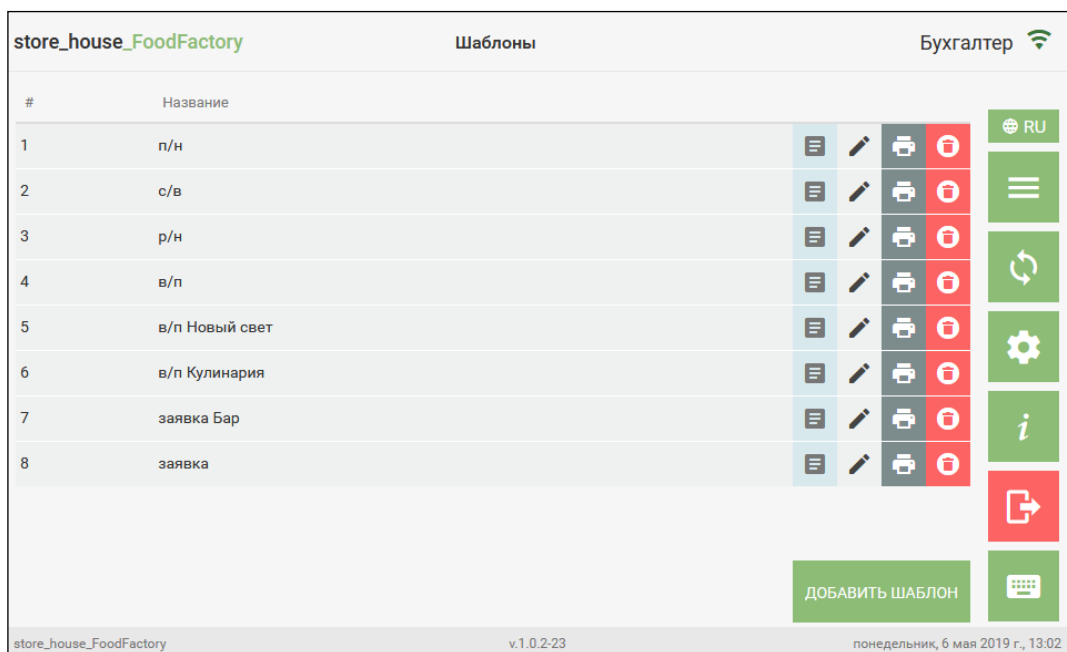 store_house_FoodFactory Шаблоны Бухгалтер
# Название
RU
1 п/н
2 с/в
3 р/н
4 в/п
5 в/п Новый свет
6 в/п Кулинария
7 заявка Бар
8 заявка
i
ДОБАВИТЬ ШАБЛОН
store_house_FoodFactory v.1.0.2-23 понедельник, 6 мая 2019 г., 13:02